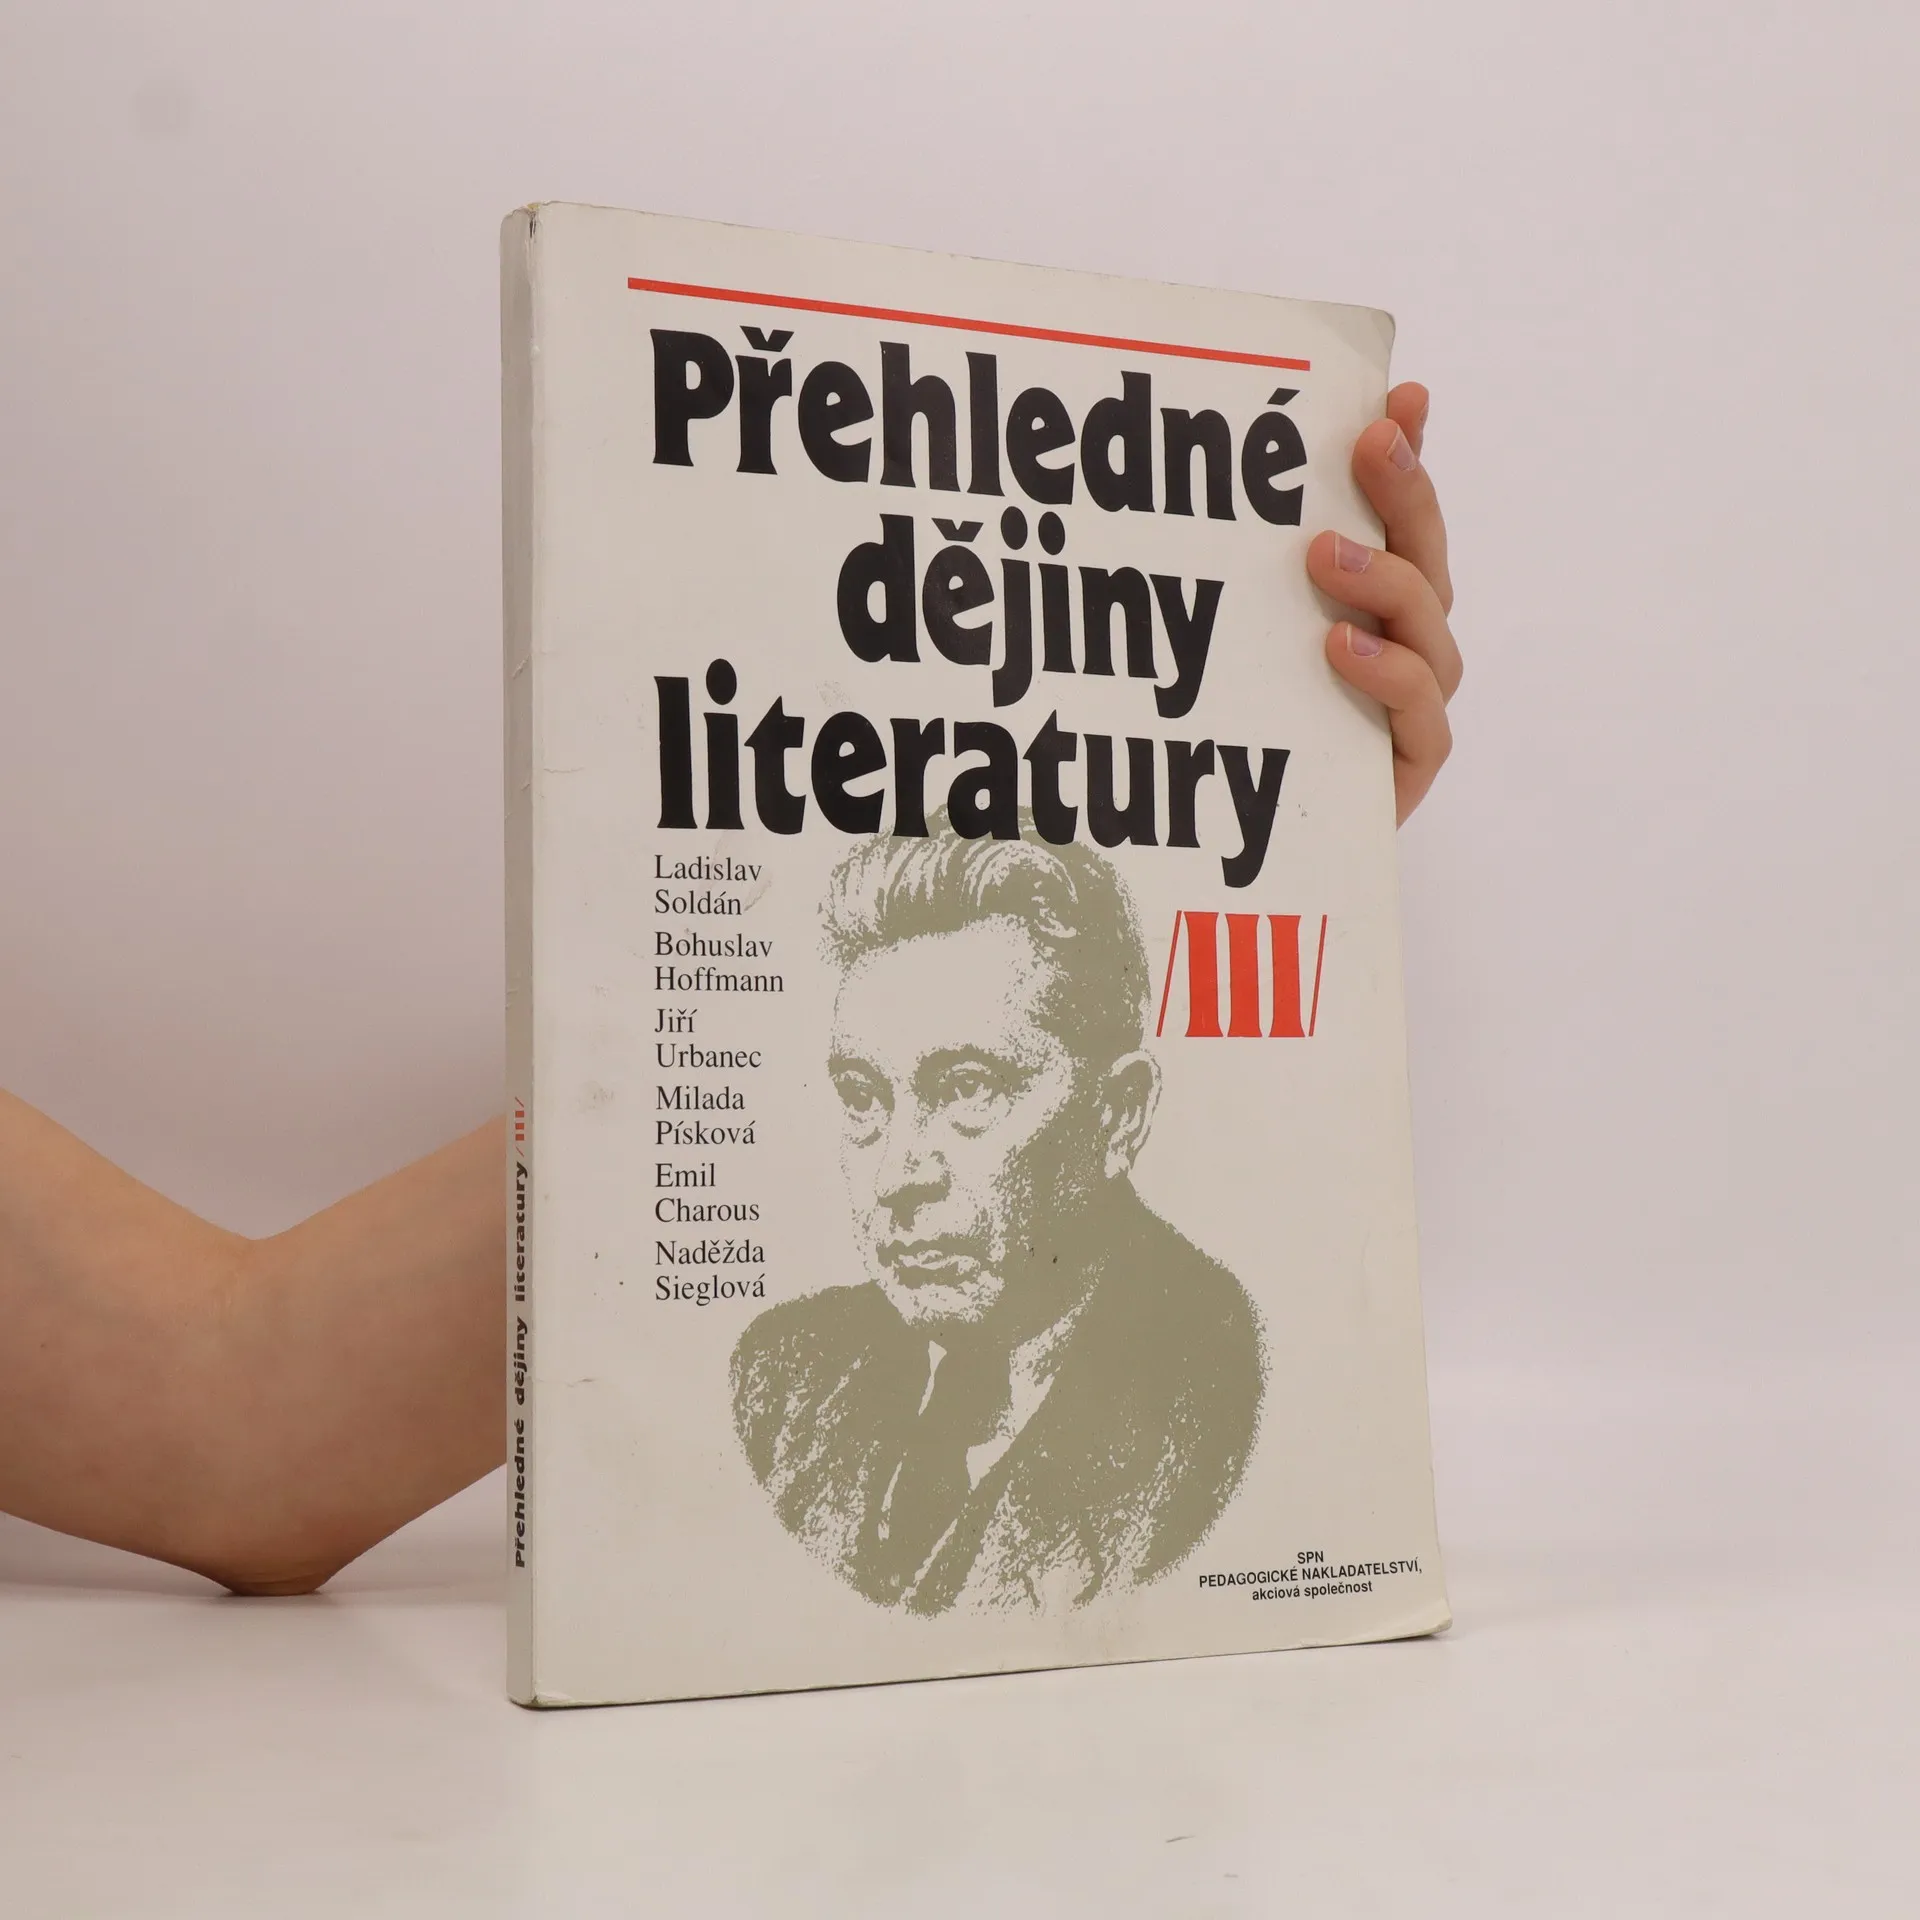 Přehledné
dějiny
literatury
/III/
Ladislav
Soldán
Bohuslav
Hoffmann
Jiří
Urbanec
Milada
Písková
Emil
Charous
Naděžda
Sieglová
SPN
PEDAGOGICKÉ NAKLADATELSTVÍ,
akciová společnost
Přehledné dějiny literatury /III/